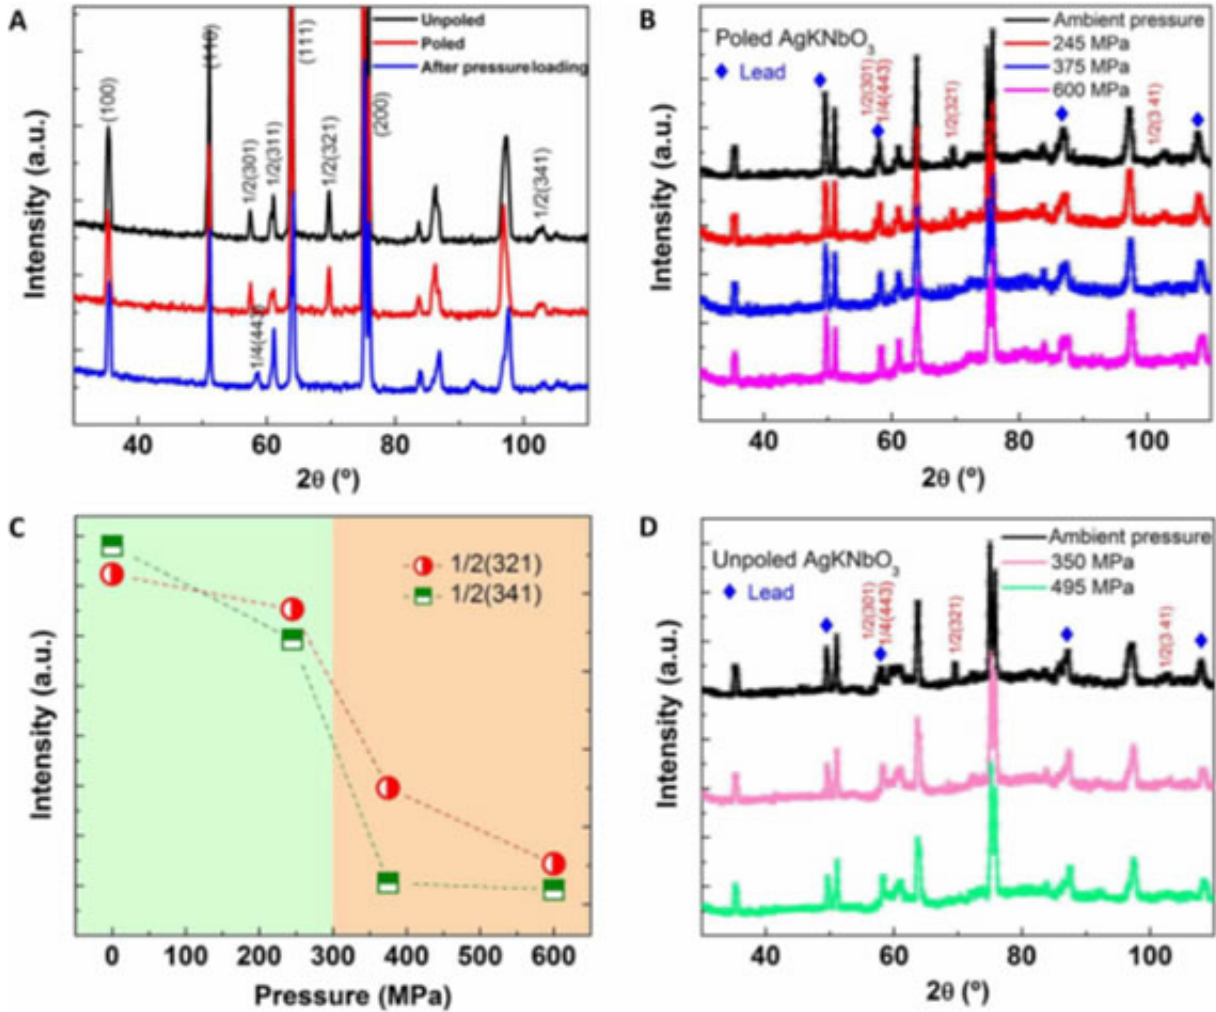 A
Unpoled
Poled
After pressure loading
(100)
(110)
1/2(301)
1/2(311)
(111)
1/2(321)
(200)
1/2(341)
1/4(443)
Intensity (a.u.)
40
60
80
100
2θ (º)
B
Poled AgKNbO3
Lead
Ambient pressure
245 MPa
375 MPa
600 MPa
1/2(301)
1/4(443)
1/2(321)
1/2(3 41)
Intensity (a.u.)
40
60
80
100
2θ (º)
C
1/2(321)
1/2(341)
Intensity (a.u.)
0
100
200
300
400
500
600
Pressure (MPa)
D
Unpoled AgKNbO3
Lead
Ambient pressure
350 MPa
495 MPa
1/2(301)
1/4(443)
1/2(321)
1/2(3 41)
Intensity (a.u.)
40
60
80
100
2θ (º)